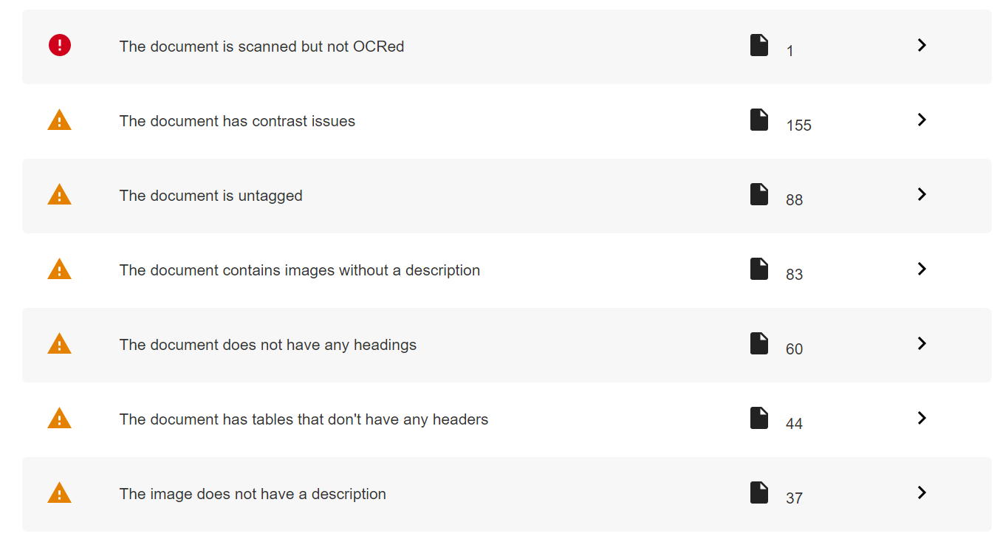 The document is scanned but not OCRed 1
The document has contrast issues 155
The document is untagged 88
The document contains images without a description 83
The document does not have any headings 60
The document has tables that don't have any headers 44
The image does not have a description 37